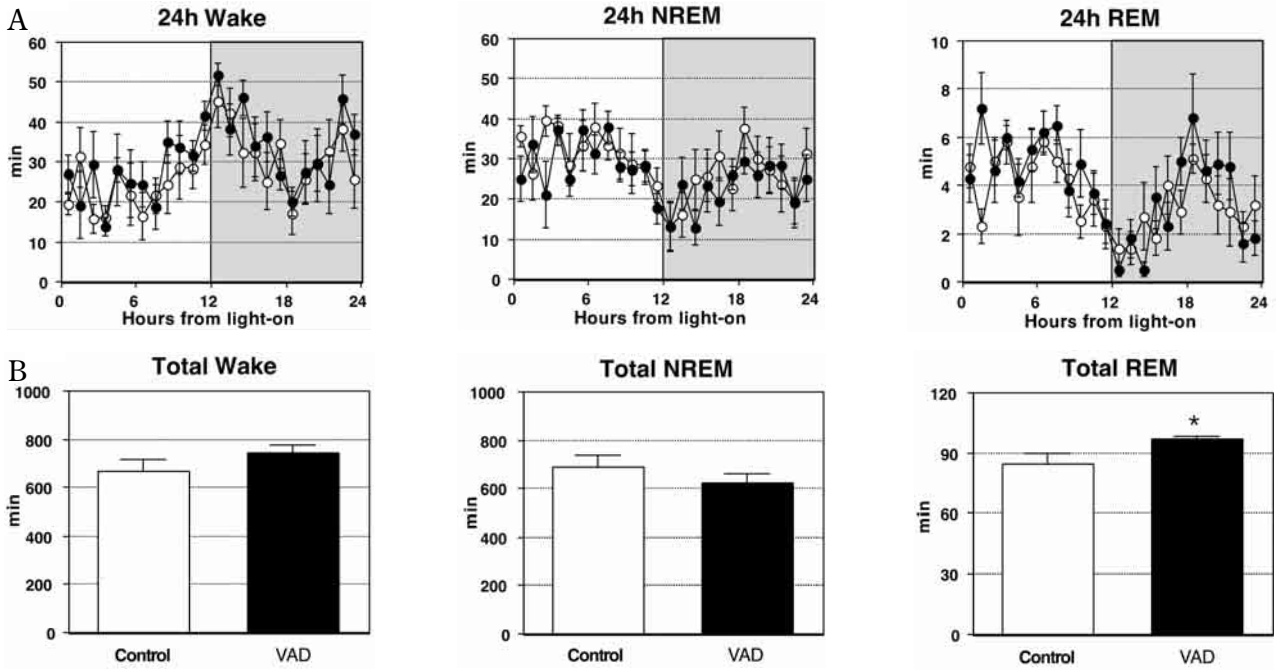 A
24h Wake
60
50
40
30
20
10
0
min
0 6 12 18 24
Hours from light-on
24h NREM
60
50
40
30
20
10
0
min
0 6 12 18 24
Hours from light-on
24h REM
10
8
6
4
2
0
min
0 6 12 18 24
Hours from light-on
B
Total Wake
1000
800
600
400
200
0
min
Control VAD
Total NREM
1000
800
600
400
200
0
min
Control VAD
Total REM
120
90
60
30
0
min
*
Control VAD